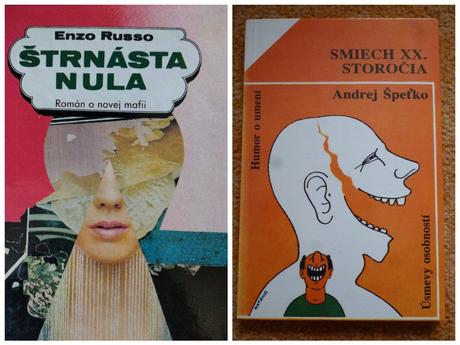 Enzo Russo
ŠTRNÁSTA
NULA
Román o novej mafii
SMIECH XX.
STOROČIA
Andrej Špeťko
Humor o umení
Úsmevy osobností